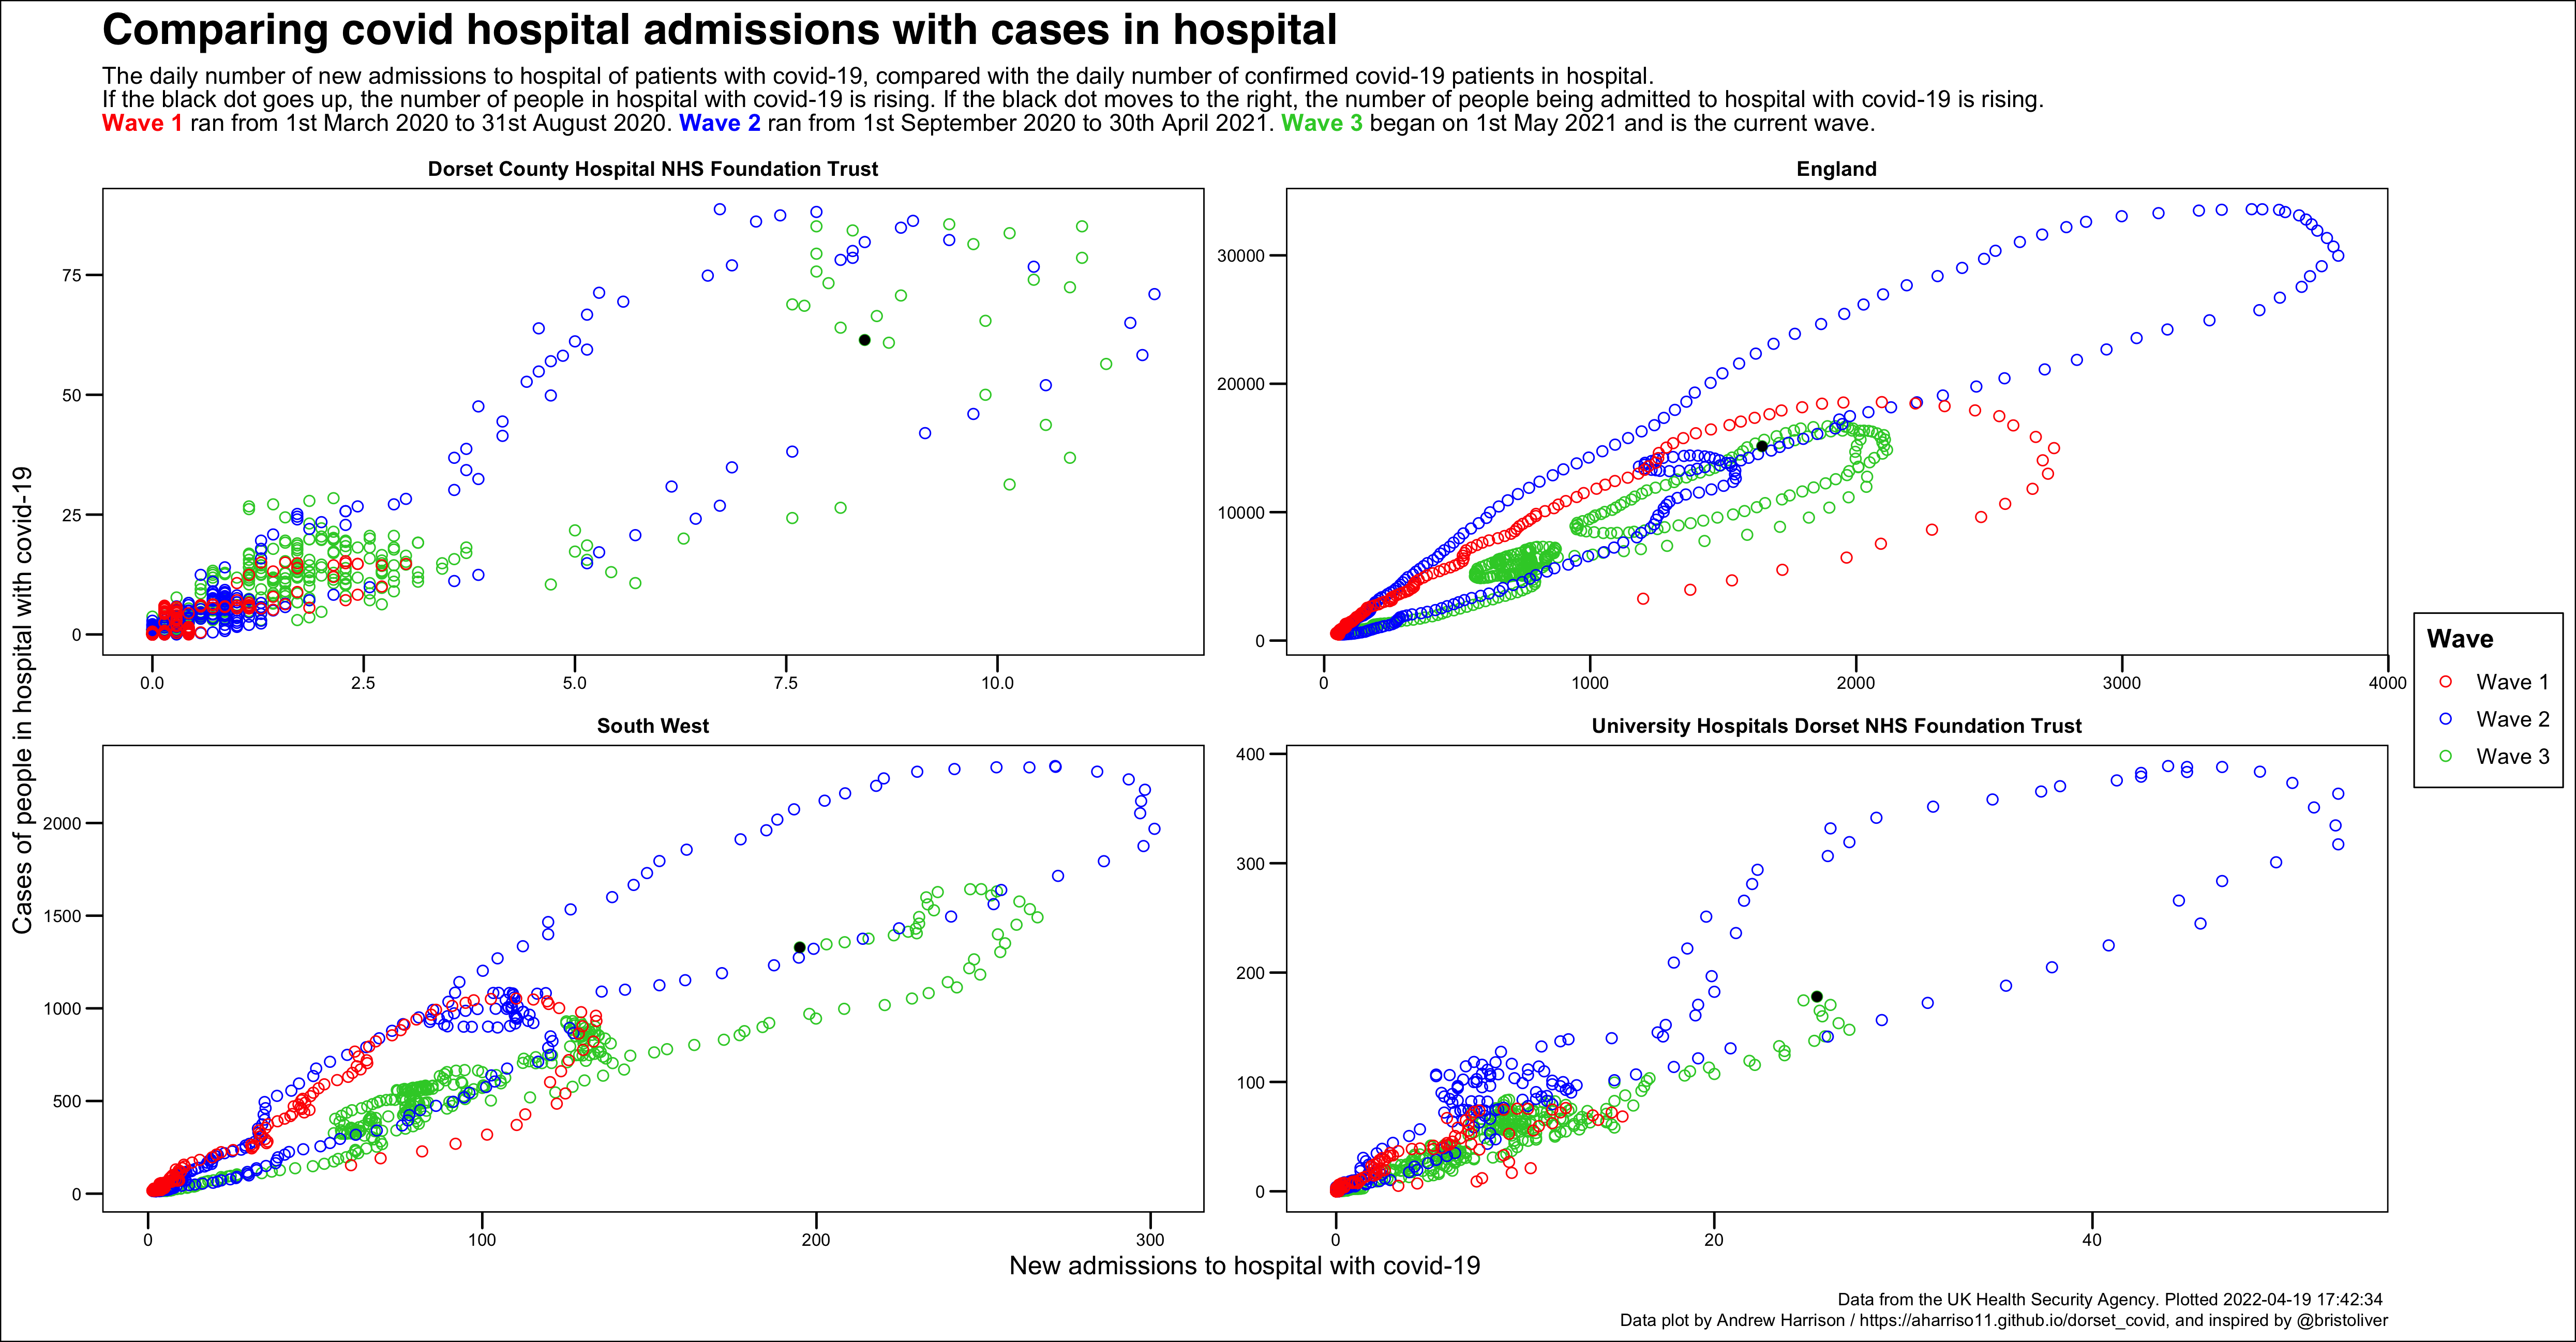 Comparing covid hospital admissions with cases in hospital
The daily number of new admissions to hospital of patients with covid-19, compared with the daily number of confirmed covid-19 patients in hospital.
If the black dot goes up, the number of people in hospital with covid-19 is rising. If the black dot moves to the right, the number of people being admitted to hospital with covid-19 is rising.
Wave 1 ran from 1st March 2020 to 31st August 2020. Wave 2 ran from 1st September 2020 to 30th April 2021. Wave 3 began on 1st May 2021 and is the current wave.
Cases of people in hospital with covid-19
Dorset County Hospital NHS Foundation Trust
75
50
25
0
0.0 2.5 5.0 7.5 10.0
England
30000
20000
10000
0
0 1000 2000 3000 4000
South West
2000
1500
1000
500
0
0 100 200 300
University Hospitals Dorset NHS Foundation Trust
400
300
200
100
0
0 20 40
New admissions to hospital with covid-19
Wave
Wave 1
Wave 2
Wave 3
Data from the UK Health Security Agency. Plotted 2022-04-19 17:42:34
Data plot by Andrew Harrison / https://aharriso11.github.io/dorset_covid, and inspired by @bristoliver